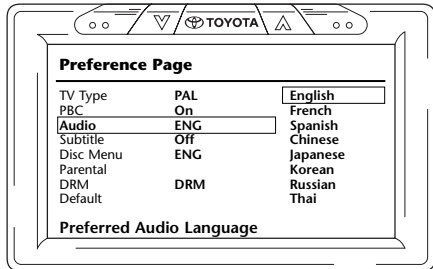 TOYOTA
Preference Page
TV Type PAL English
PBC On French
Audio ENG Spanish
Subtitle Off Chinese
Disc Menu ENG Japanese
Parental Korean
DRM DRM Russian
Default Thai
Preferred Audio Language